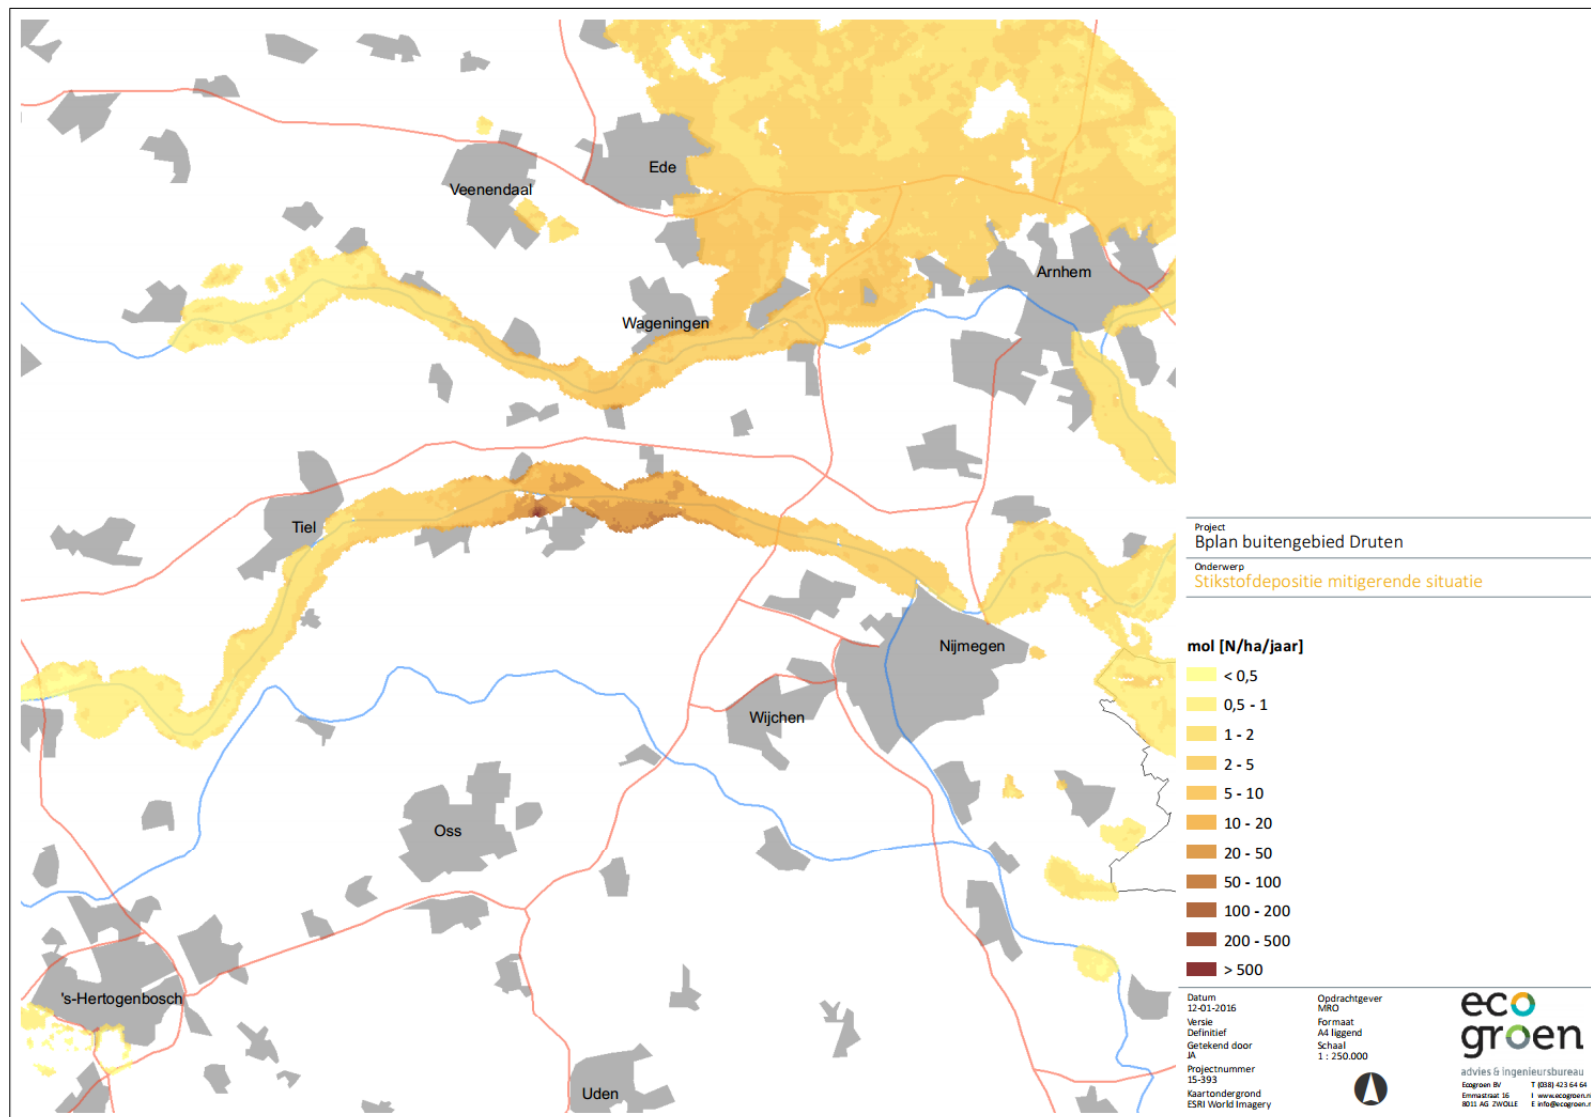 Ede
Veenendaal
Arnhem
Wageningen
Tiel
Nijmegen
Wijchen
Oss
's-Hertogenbosch
Uden
Project
Bplan buitengebied Druten
Onderwerp
Stikstofdepositie mitigerende situatie
mol [N/ha/jaar]
< 0,5
0,5 - 1
1 - 2
2 - 5
5 - 10
10 - 20
20 - 50
50 - 100
100 - 200
200 - 500
> 500
Datum
12-01-2016
Versie
Definitief
Getekend door
JA
Projectnummer
15-393
Kaartondergrond
ESRI World Imagery
Opdrachtgever
MRO
Formaat
A4 liggend
Schaal
1 : 250.000
eco
groen
advies & ingenieursbureau
Ecogroen BV
Emmastraat 16
8011 AG ZWOLLE
T (038) 423 64 64
I www.ecogroen.n
E info@ecogroen.n